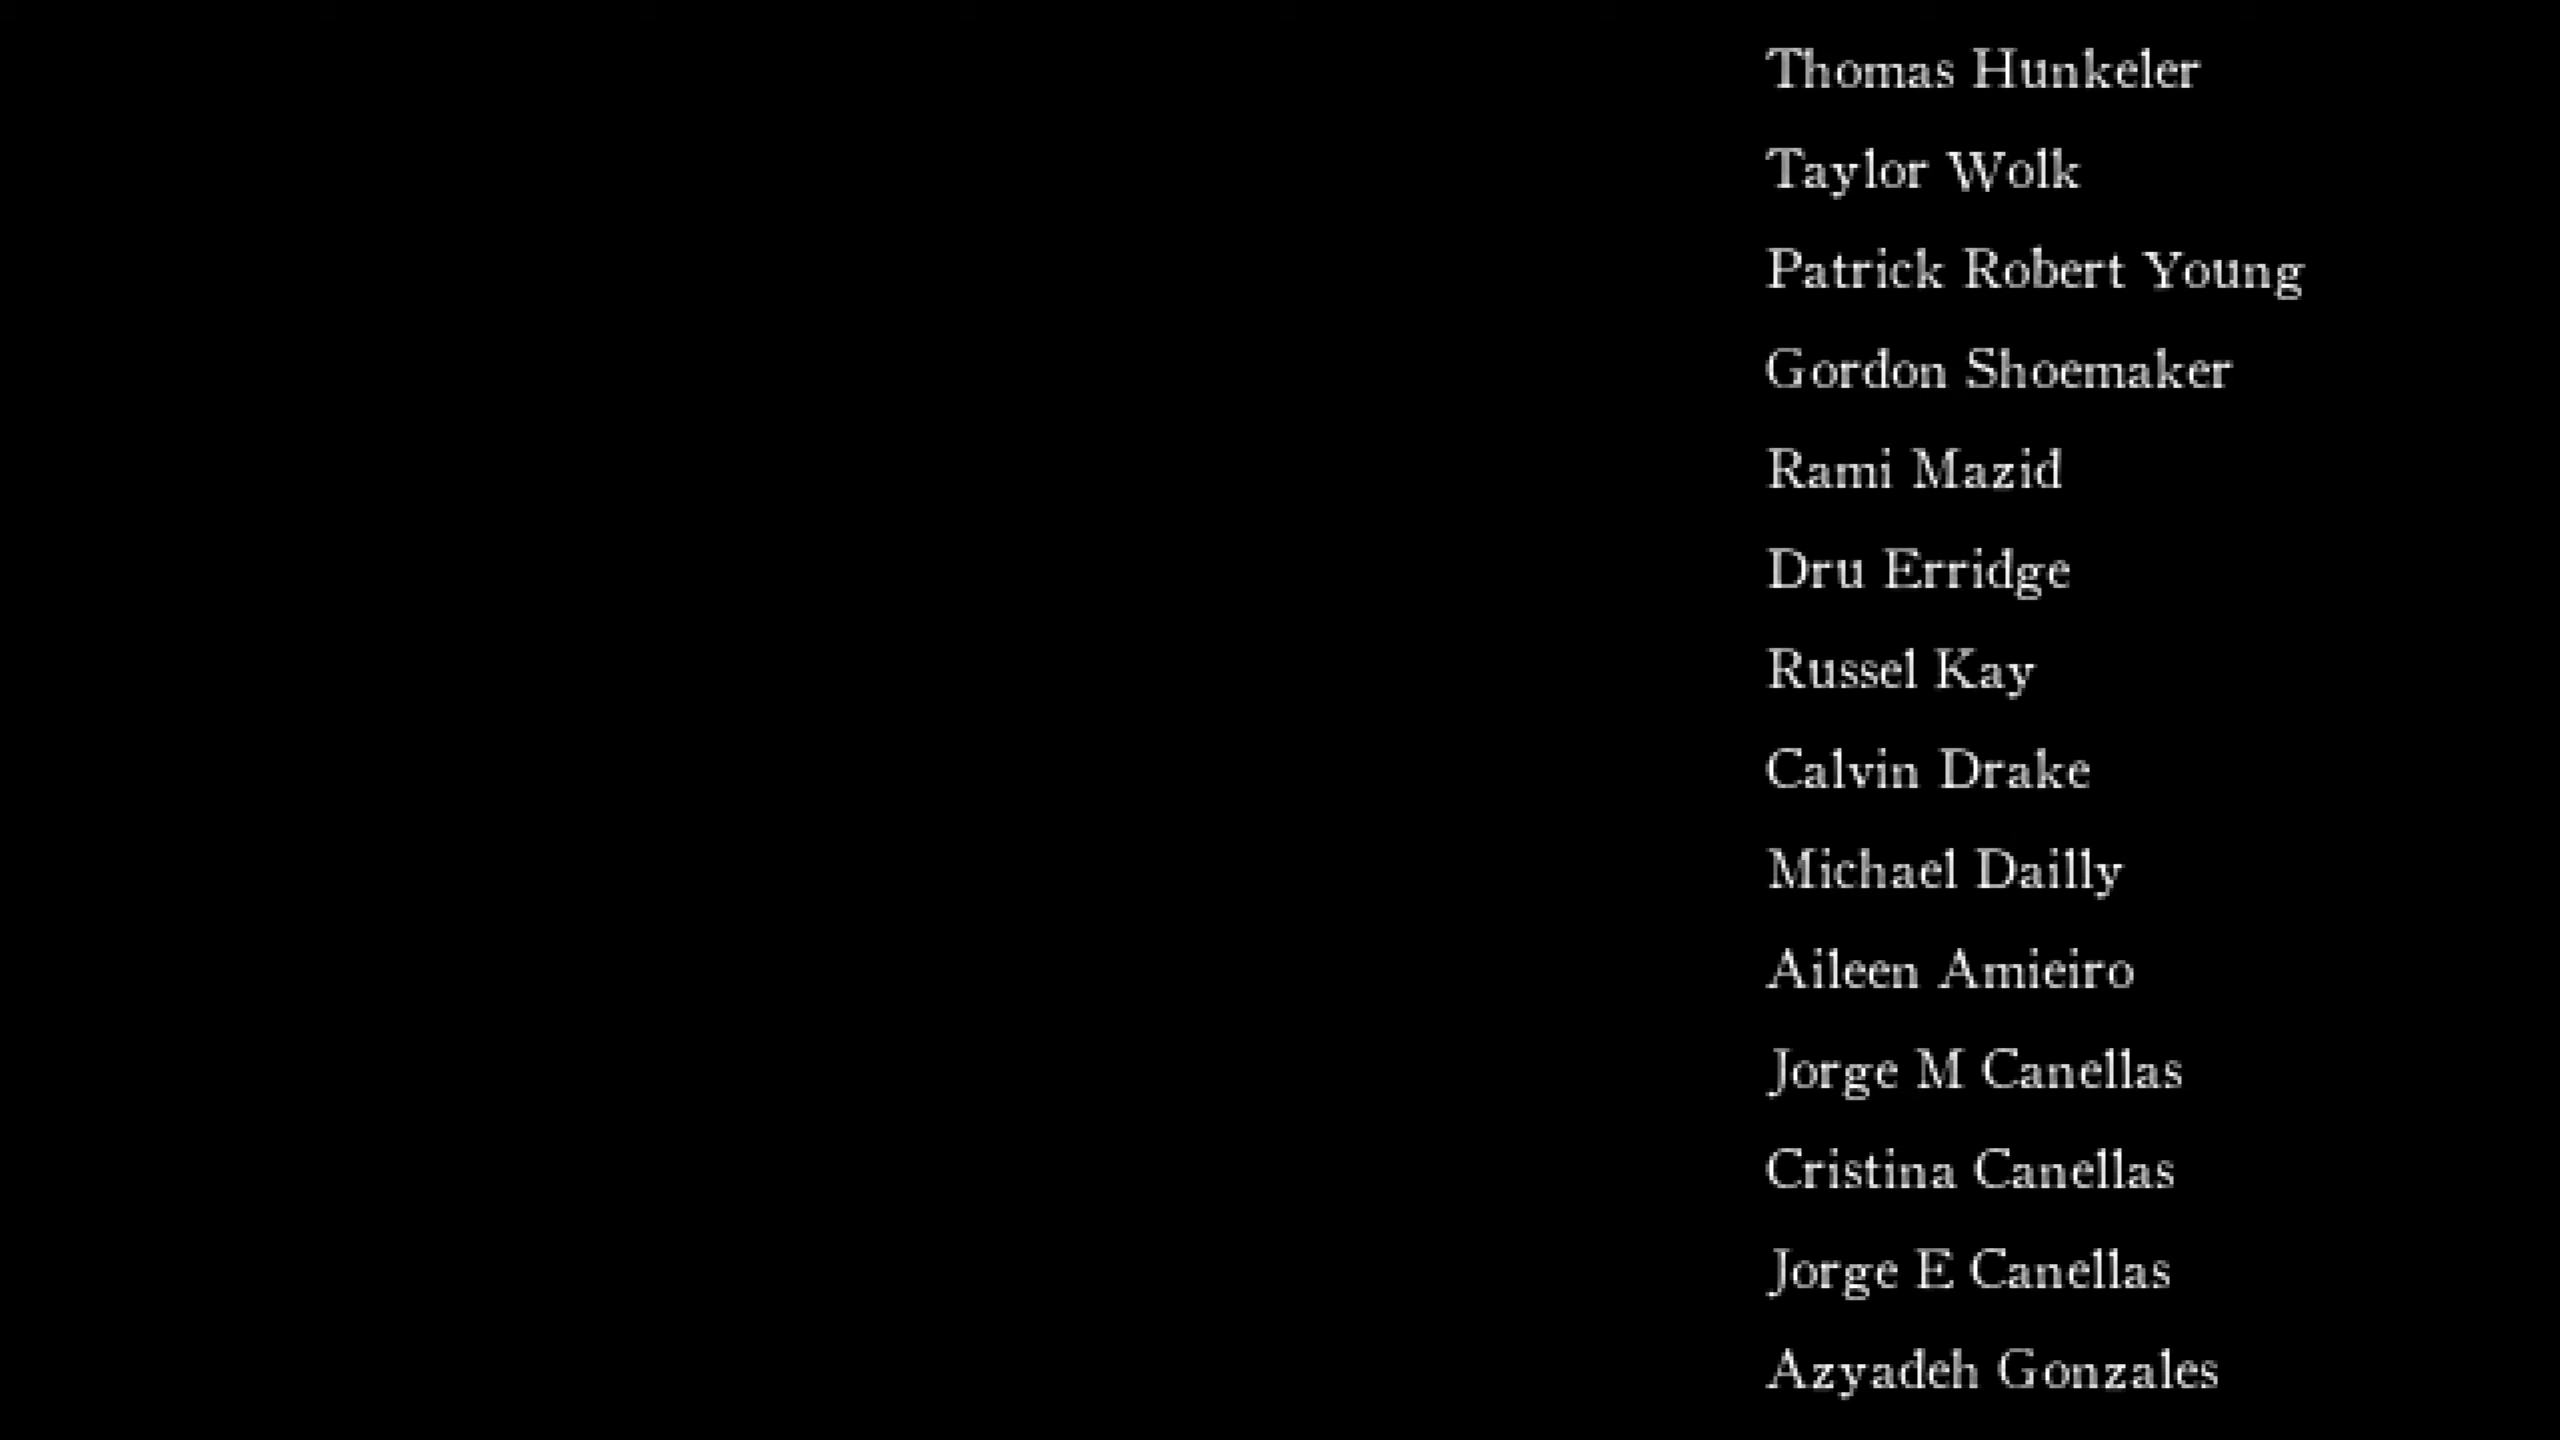 Thomas Hunkeler
Taylor Wolk
Patrick Robert Young
Gordon Shoemaker
Rami Mazid
Dru Erridge
Russel Kay
Calvin Drake
Michael Dailly
Aileen Amieiro
Jorge M Canellas
Cristina Canellas
Jorge E Canellas
Azyadeh Gonzales